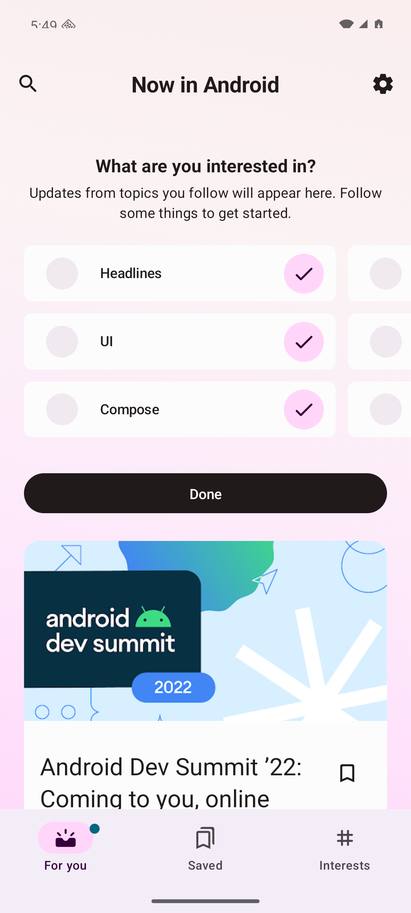 5:49
Now in Android
What are you interested in?
Updates from topics you follow will appear here. Follow
some things to get started.
Headlines
UI
Compose
Done
android
dev summit
2022
Android Dev Summit ’22:
Coming to you, online
For you
Saved
Interests